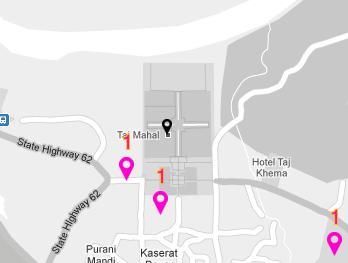 1
Taj Mahal
State Highway 62
1
Hotel Taj
Khema
State Highway 62
1
Purani
Mandi
Kaserat